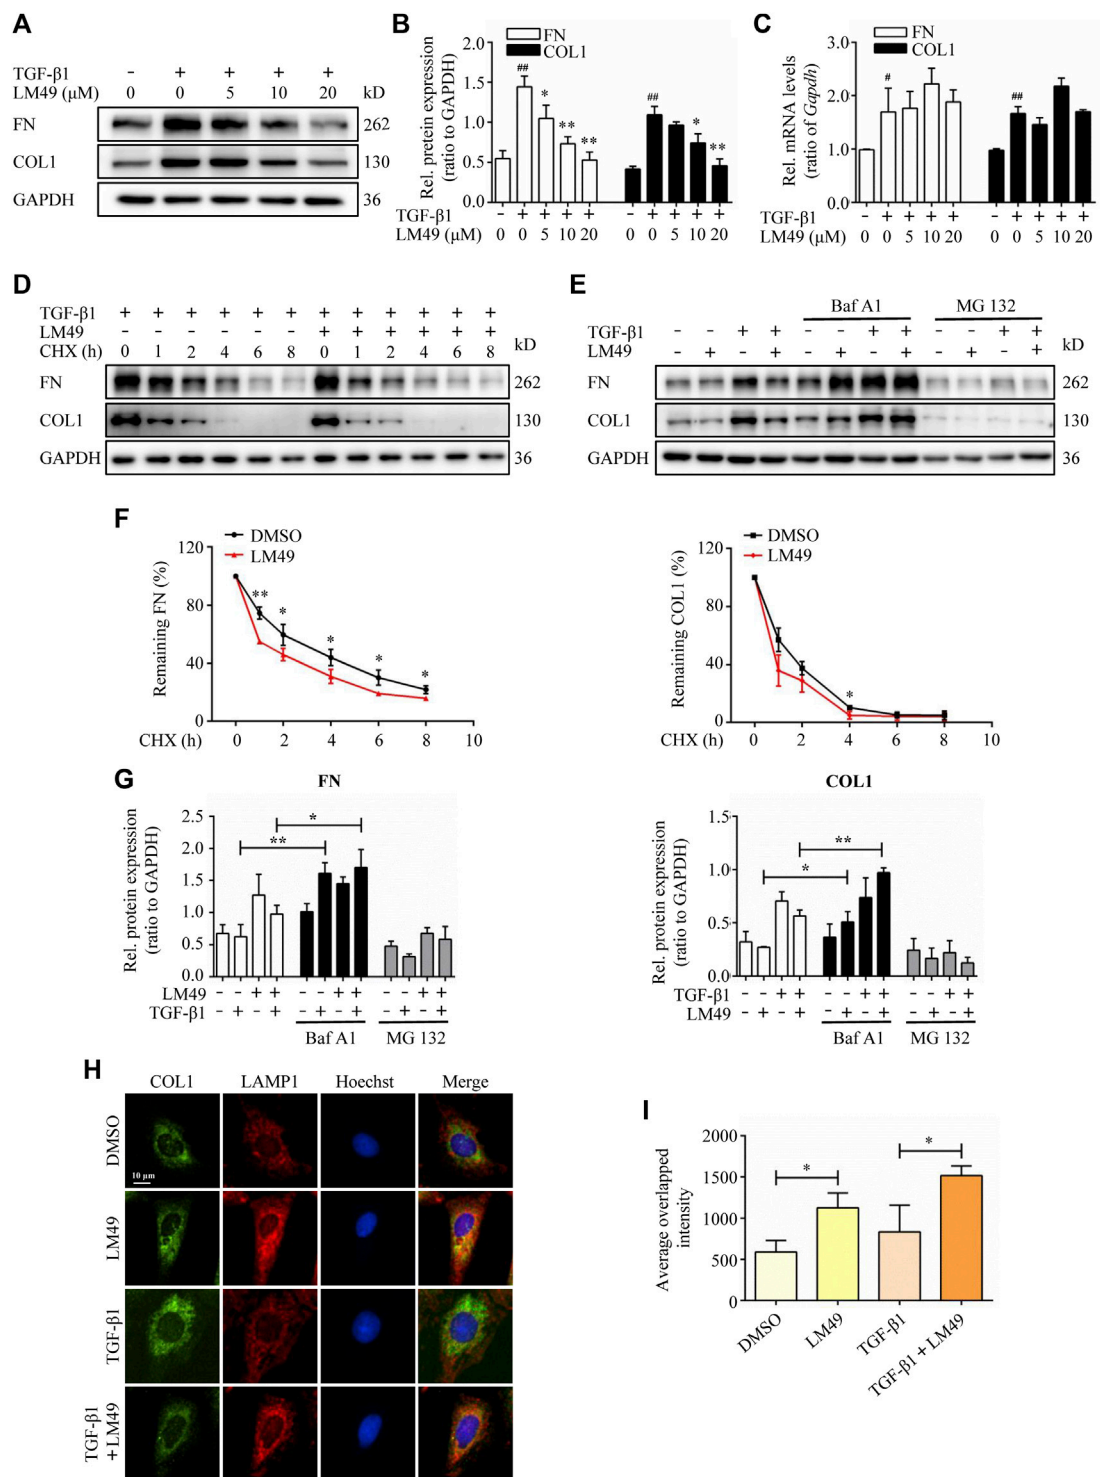 A
TGF-β1 - + + + +
LM49 (μM) 0 0 5 10 20 kD
FN 262
COL1 130
GAPDH 36
B
FN
COL1
Rel. pretein expression
(ratio to GAPDH)
2.0
1.5
1.0
0.5
0.0
## * ** ** ## * **
TGF-β1 - + + + + - + + + +
LM49 (μM) 0 0 5 10 20 0 0 5 10 20
C
FN
COL1
Rel. mRNA levels
(ratio of Gapdh)
3.0
2.0
1.0
0.0
# ##
TGF-β1 - + + + + - + + + +
LM49 (μM) 0 0 5 10 20 0 0 5 10 20
D
TGF-β1 + + + + + + + + + + + +
LM49 - - - - - - + + + + + +
CHX (h) 0 1 2 4 6 8 0 1 2 4 6 8 kD
FN 262
COL1 130
GAPDH 36
E
Baf A1 MG 132
TGF-β1 - - + + - - + + - - + +
LM49 - + - + - + - + - + - + kD
FN 262
COL1 130
GAPDH 36
F
DMSO
LM49
Remaining FN (%)
120
80
40
0
** * * * *
CHX (h) 0 2 4 6 8 10
DMSO
LM49
Remaining COL1 (%)
120
80
40
0
*
CHX (h) 0 2 4 6 8 10
G
FN
Rel. protein expression
(ratio to GAPDH)
2.5
2.0
1.5
1.0
0.5
0.0
*
**
LM49 - - + + - - + + - - + +
TGF-β1 - + - + - + - + - + - +
Baf A1 MG 132
COL1
Rel. protein expression
(ratio to GAPDH)
1.5
1.0
0.5
0.0
**
*
TGF-β1 - - + + - - + + - - + +
LM49 - + - + - + - + - + - +
Baf A1 MG 132
H
COL1 LAMP1 Hoechst Merge
DMSO
10 μm
LM49
TGF-β1
TGF-β1
+LM49
I
Average overlapped
intensity
2000
1500
1000
500
0
* *
DMSO LM49 TGF-β1 TGF-β1 + LM49